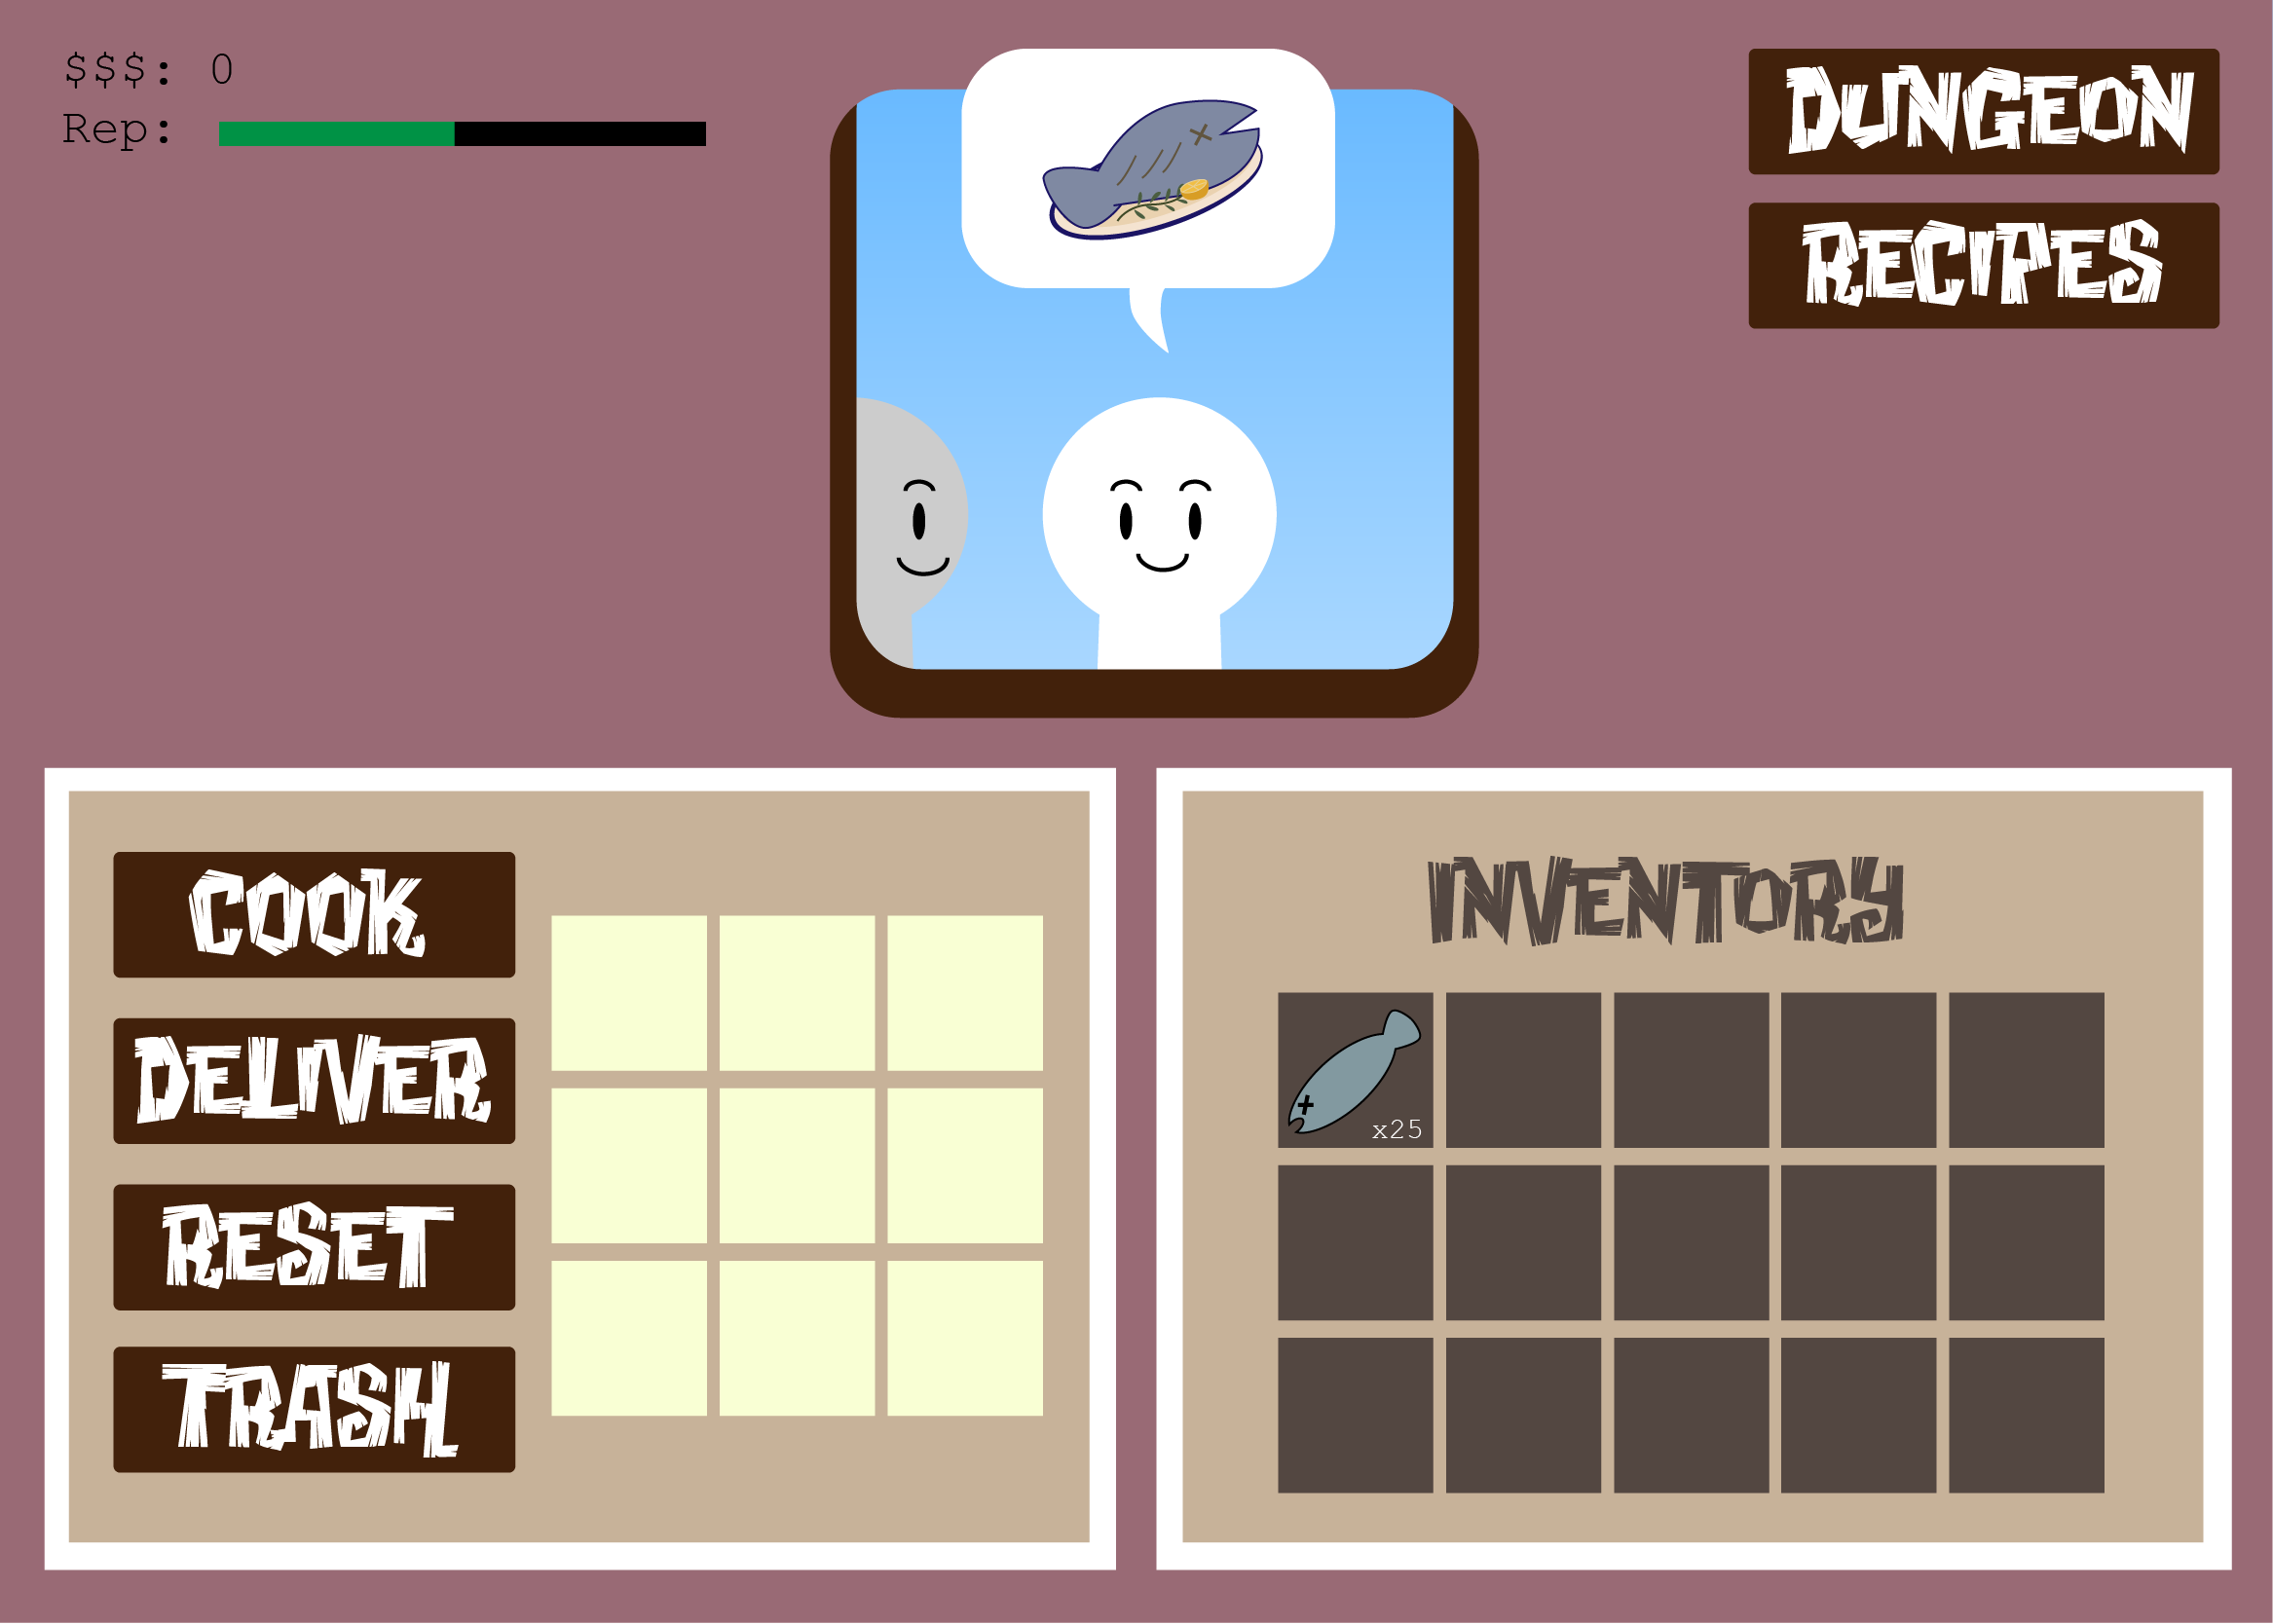 $$$: 0
Rep:
DUNGEON
RECIPES
COOK
DELIVER
RESET
TRASH
INVENTORY
x25